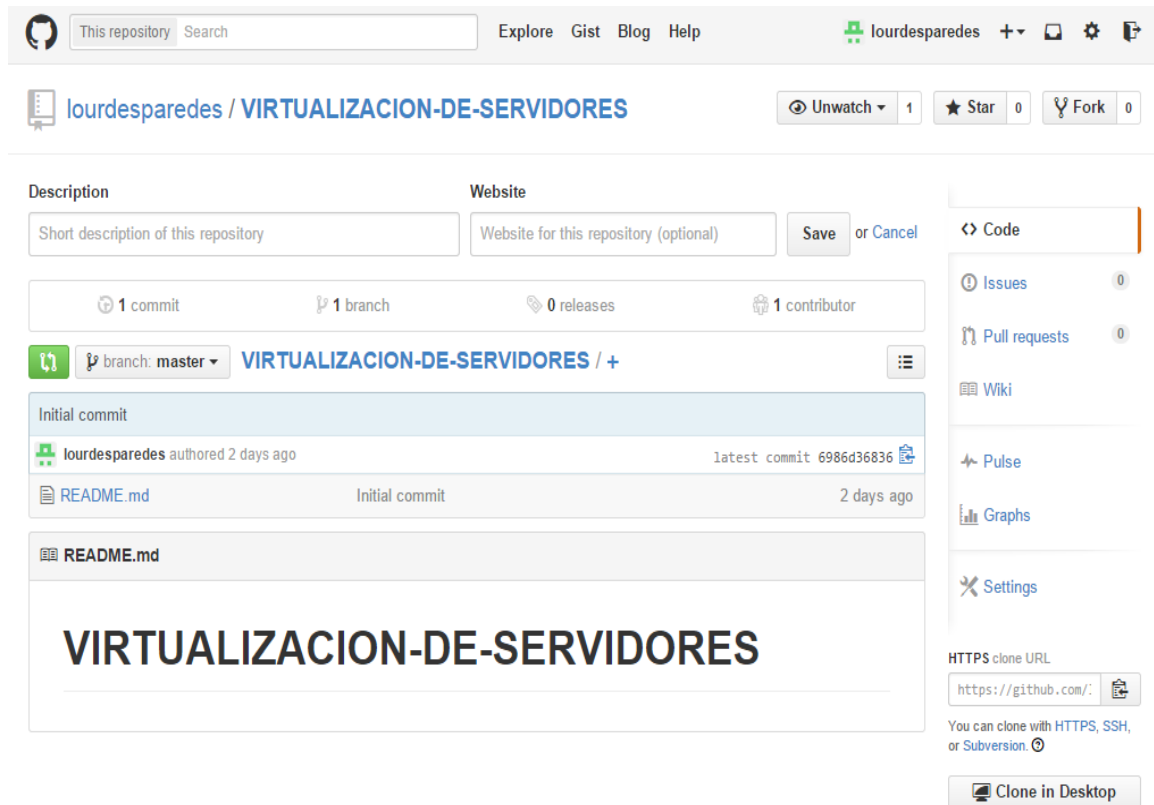 This repository Search Explore Gist Blog Help lourdesparedes +
lourdesparedes / VIRTUALIZACION-DE-SERVIDORES Unwatch 1 Star 0 Fork 0
Description Website
Short description of this repository Website for this repository (optional) Save or Cancel
1 commit 1 branch 0 releases 1 contributor
branch: master VIRTUALIZACION-DE-SERVIDORES / +
Initial commit
lourdesparedes authored 2 days ago latest commit 6986d36836
README.md Initial commit 2 days ago
README.md
VIRTUALIZACION-DE-SERVIDORES
Code
Issues 0
Pull requests 0
Wiki
Pulse
Graphs
Settings
HTTPS clone URL
https://github.com/
You can clone with HTTPS, SSH,
or Subversion.
Clone in Desktop